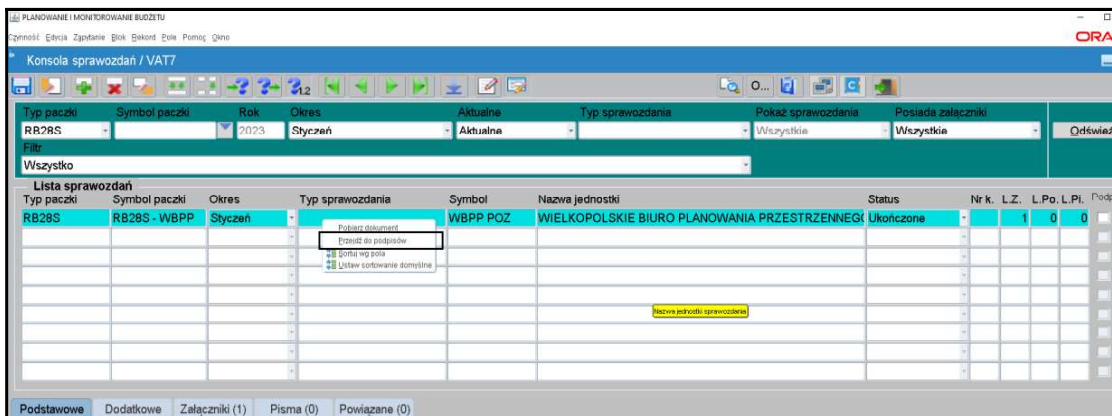 PLANOWANIE I MONITOROWANIE BUDŻETU
Czynność Edycja Zapytanie Blok Rekord Pole Pomoc Okno
ORA
Konsola sprawozdań / VAT7
1,2 O...
Typ paczki Symbol paczki Rok Okres Aktualne Typ sprawozdania Pokaż sprawozdania Posiada załączniki
RB28S 2023 Styczeń Aktualne Wszystkie Wszystkie Odśwież
Filtr
Wszystko
Lista sprawozdań
Typ paczki Symbol paczki Okres Typ sprawozdania Symbol Nazwa jednostki Status Nr k. L.Z. L.Po. L.Pi. Podp
RB28S RB28S - WBPP Styczeń WBPP POZ WIELKOPOLSKIE BIURO PLANOWANIA PRZESTRZENNEGO Ukończone 1 0 0
Pobierz dokument
Przejdź do podpisów
Sortuj wg pola
Ustaw sortowanie domyślne
Nazwa jednostki sprawozdania
Podstawowe Dodatkowe Załączniki (1) Pisma (0) Powiązane (0)